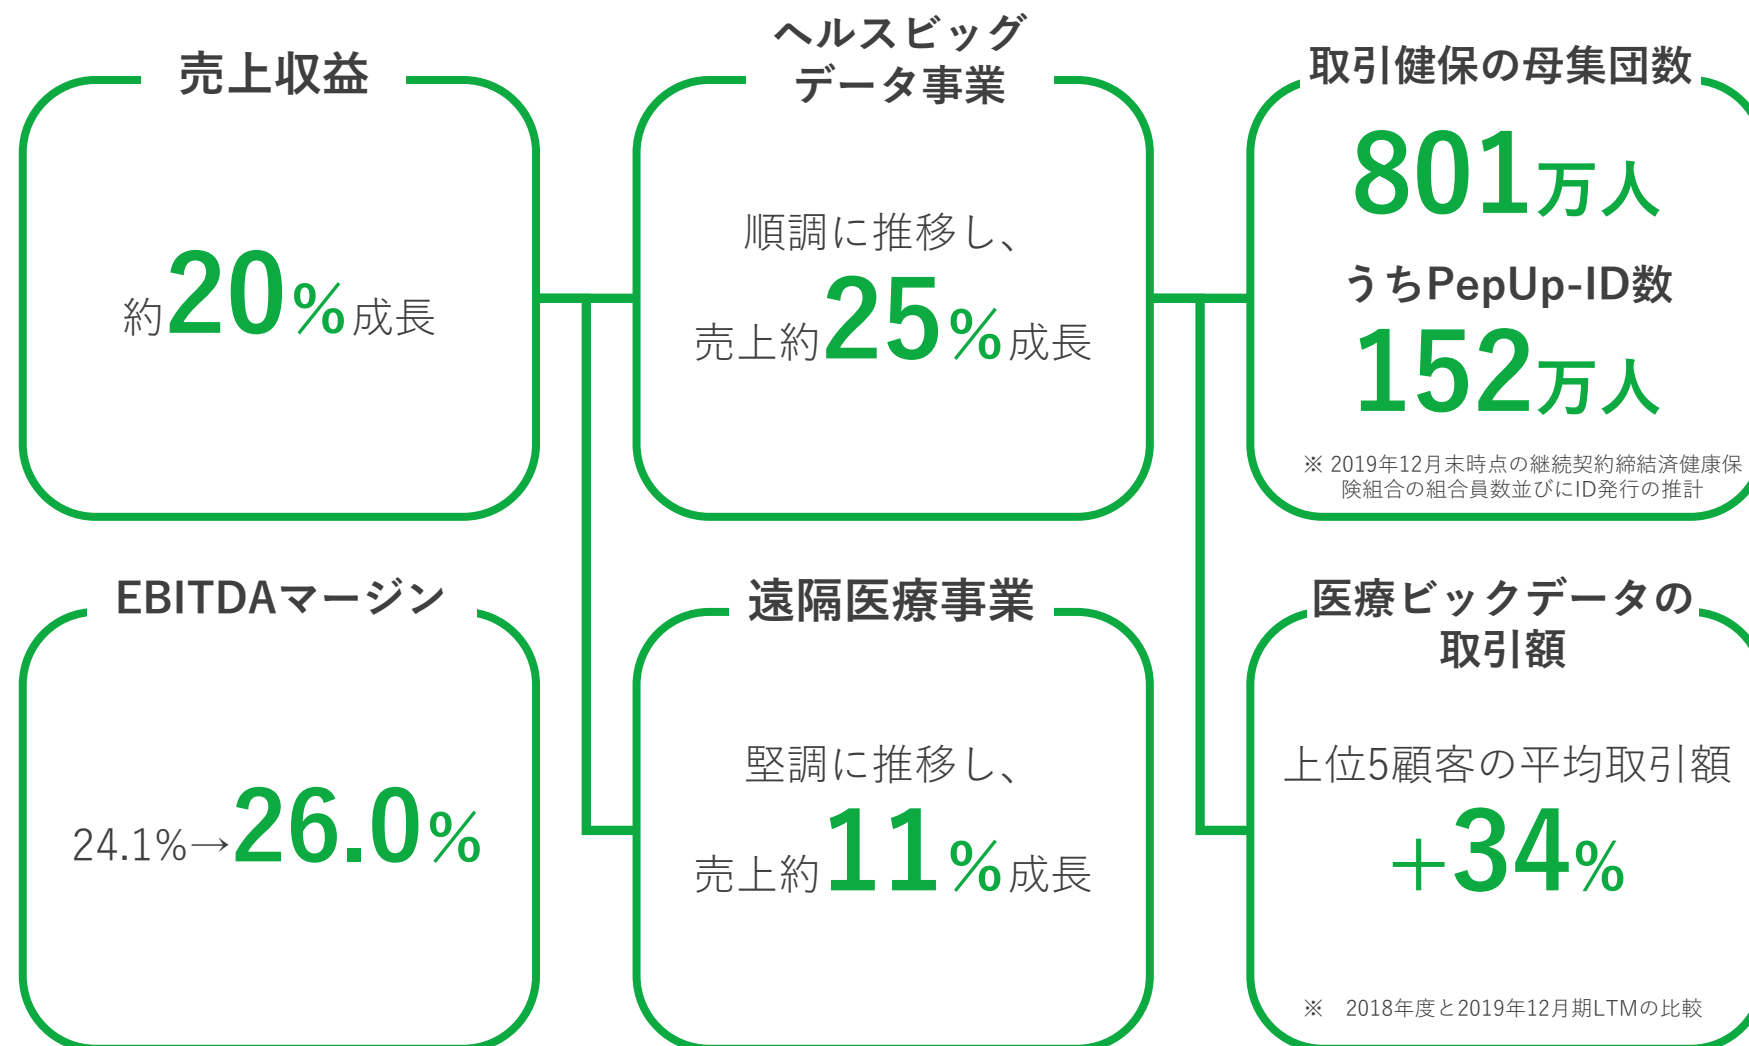 売上収益
約20%成長
ヘルスビッグ
データ事業
順調に推移し、
売上約25%成長
取引健保の母集団数
801万人
うちPepUp-ID数
152万人
※ 2019年12月末時点の継続契約締結済健康保
険組合の組合員数並びにID発行の推計
EBITDAマージン
24.1%→26.0%
遠隔医療事業
堅調に推移し、
売上約11%成長
医療ビックデータの
取引額
上位5顧客の平均取引額
+34%
※ 2018年度と2019年12月期LTMの比較